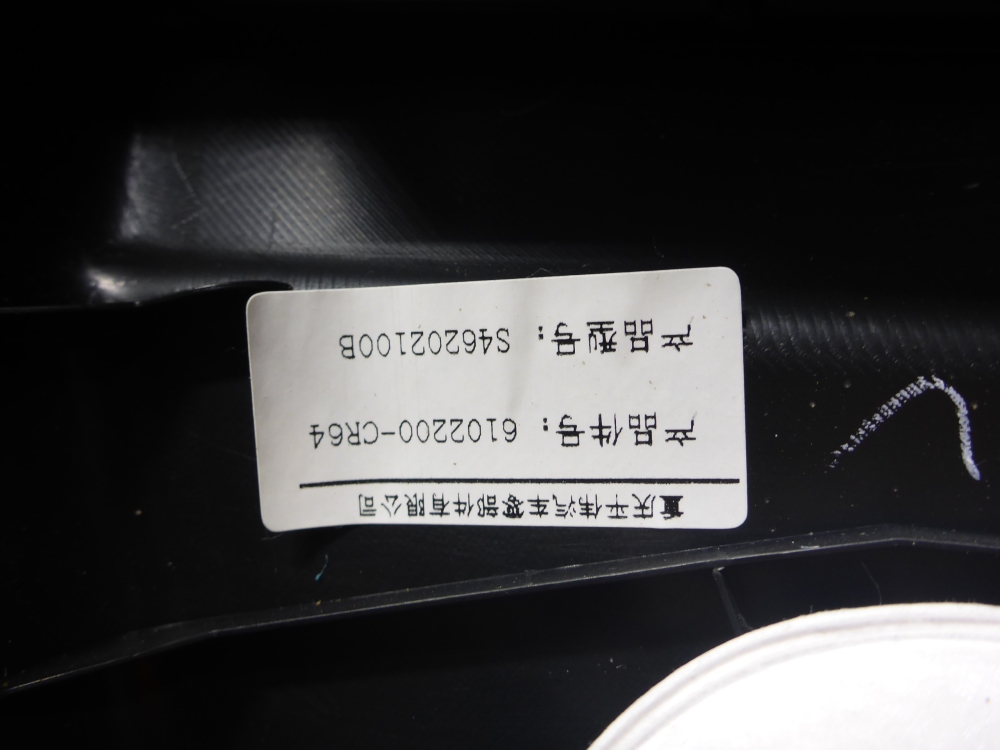 重庆平伟汽车零部件有限公司
产品件号：6102200-CR64
产品型号：S46202100B